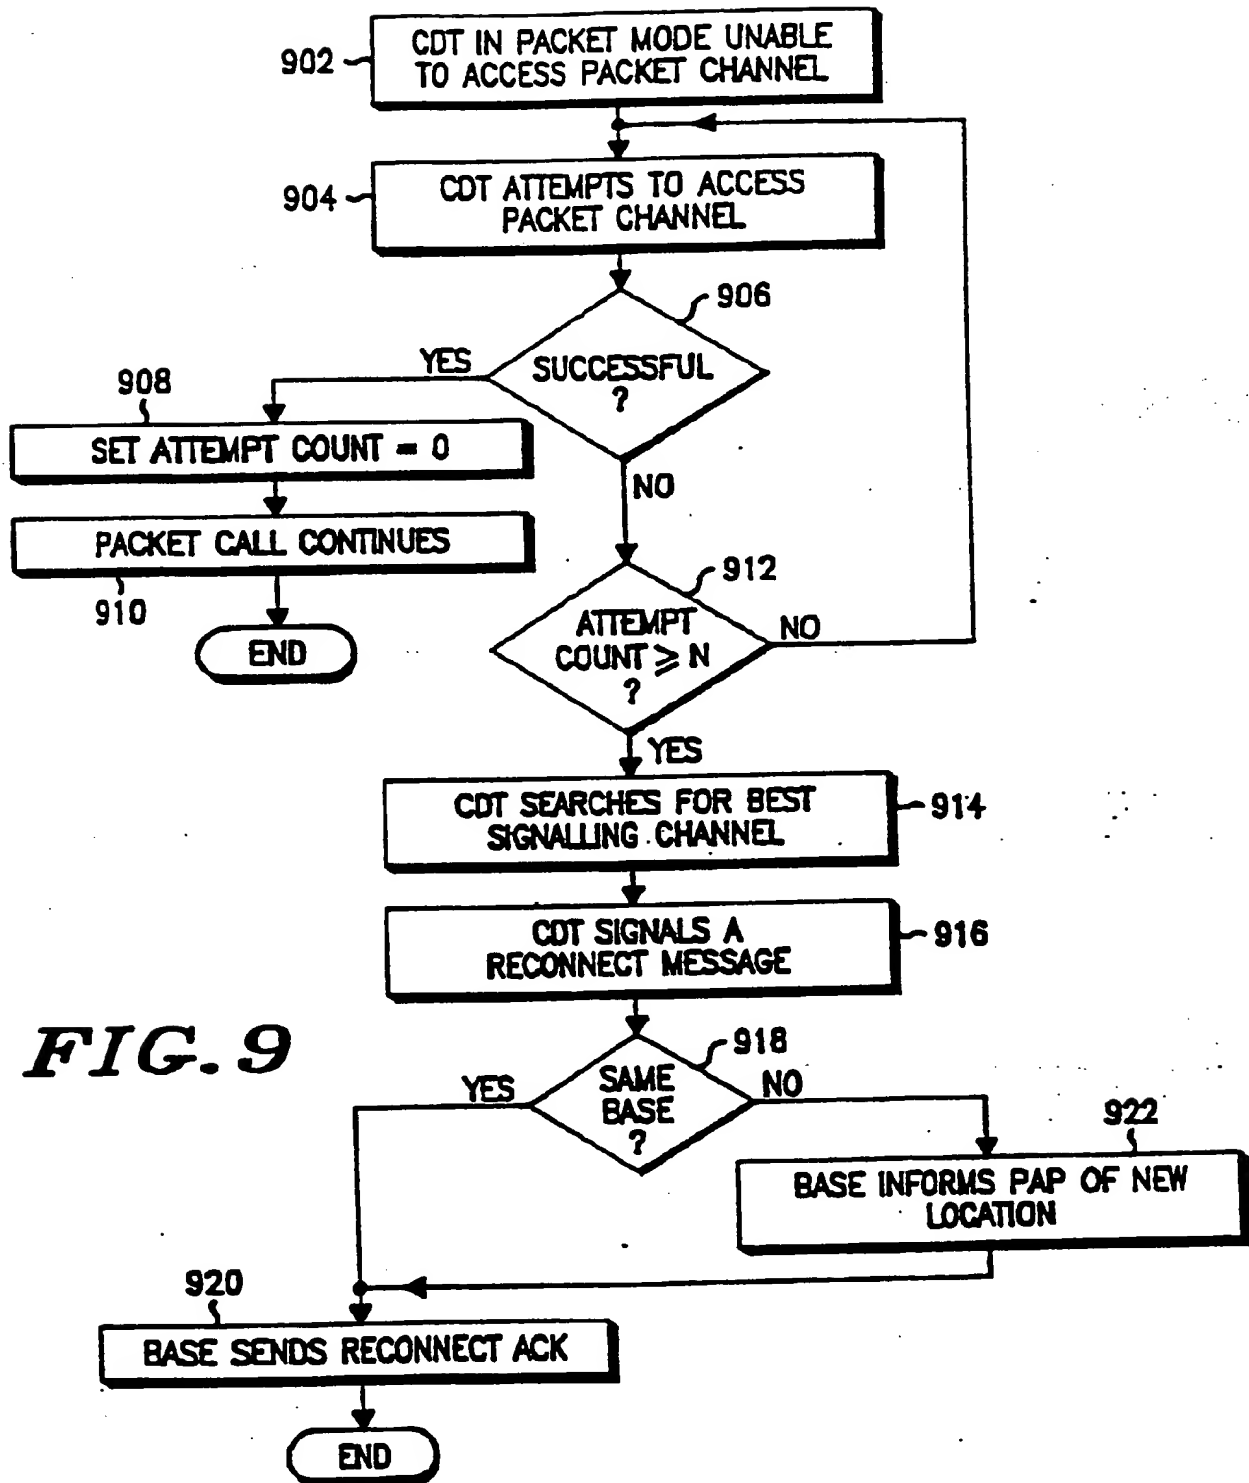 CDT IN PACKET MODE UNABLE
TO ACCESS PACKET CHANNEL
902
CDT ATTEMPTS TO ACCESS
PACKET CHANNEL
904
906
SUCCESSFUL
?
YES
NO
908
SET ATTEMPT COUNT = 0
PACKET CALL CONTINUES
910
END
912
ATTEMPT
COUNT ⩾ N
?
NO
YES
CDT SEARCHES FOR BEST
SIGNALLING CHANNEL
914
CDT SIGNALS A
RECONNECT MESSAGE
916
FIG. 9
918
SAME
BASE
?
YES
NO
922
BASE INFORMS PAP OF NEW
LOCATION
920
BASE SENDS RECONNECT ACK
END